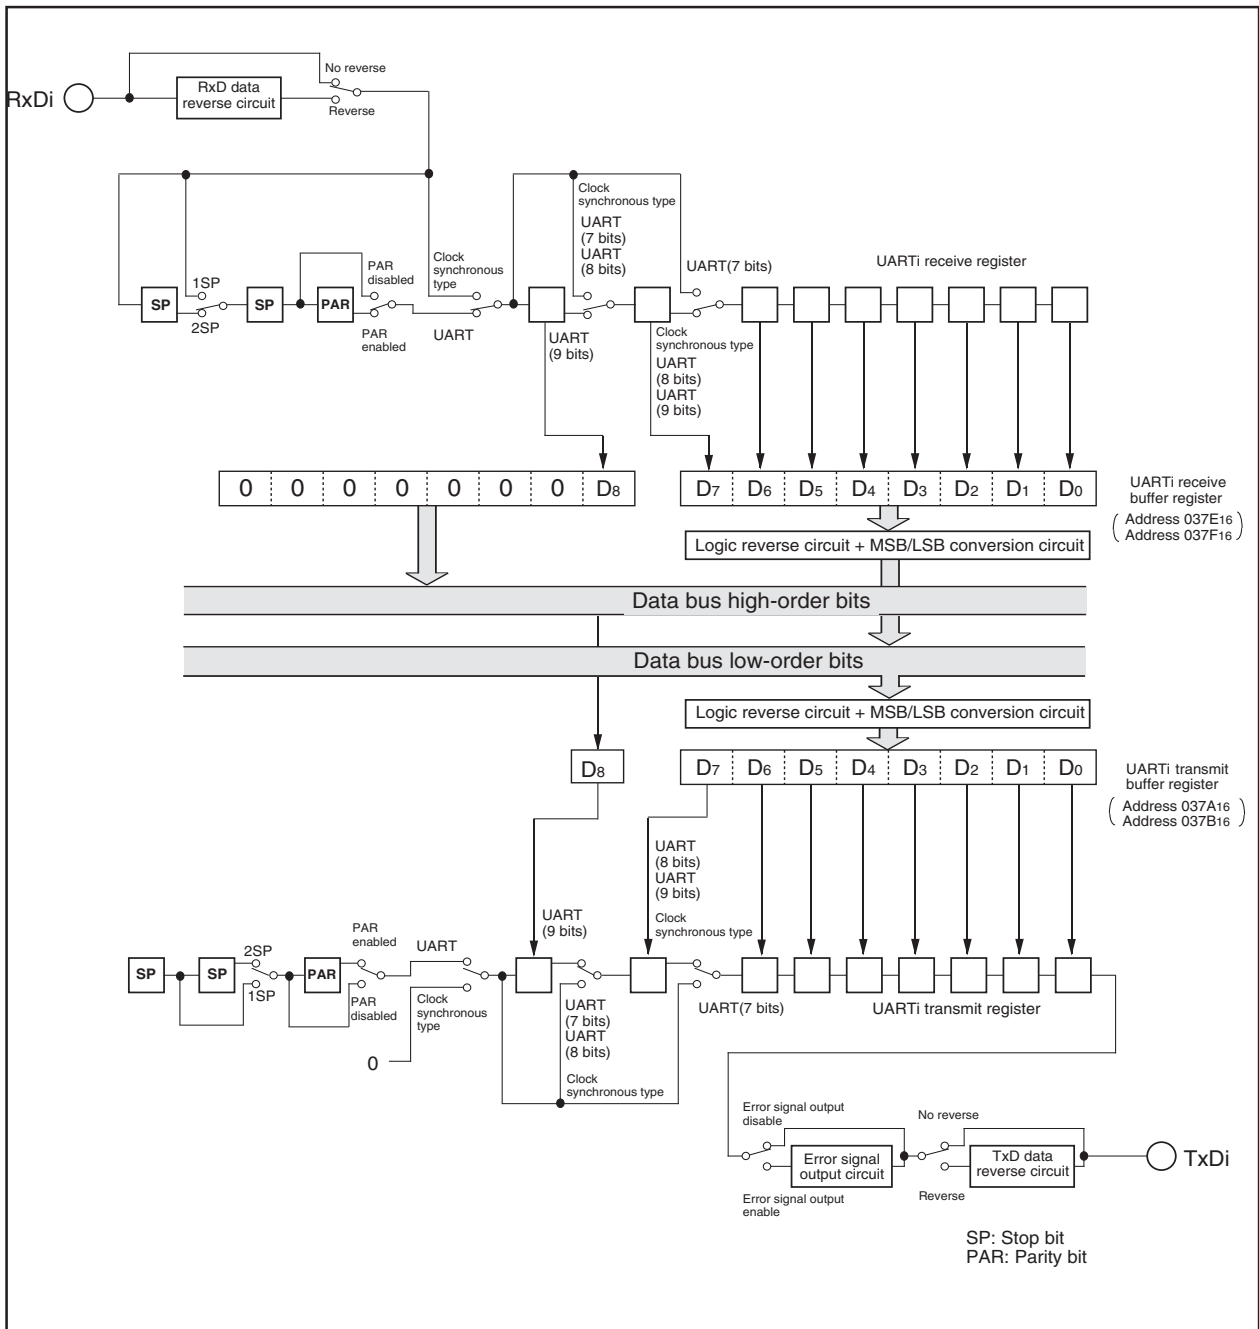 No reverse
RxDi
RxD data
reverse circuit
Reverse
Clock
synchronous type
UART
(7 bits)
UART
(8 bits)
UART(7 bits)
UARTi receive register
1SP
PAR
disabled
Clock
synchronous
type
SP
SP
PAR
2SP
PAR
enabled
UART
UART
(9 bits)
Clock
synchronous type
UART
(8 bits)
UART
(9 bits)
0 0 0 0 0 0 0 D8
D7 D6 D5 D4 D3 D2 D1 D0
UARTi receive
buffer register
Address 037E16
Address 037F16
Logic reverse circuit + MSB/LSB conversion circuit
Data bus high-order bits
Data bus low-order bits
Logic reverse circuit + MSB/LSB conversion circuit
D8
D7 D6 D5 D4 D3 D2 D1 D0
UARTi transmit
buffer register
Address 037A16
Address 037B16
UART
(8 bits)
UART
(9 bits)
Clock
synchronous type
UART
(9 bits)
PAR
enabled
2SP
UART
SP
SP
PAR
1SP
PAR
disabled
Clock
synchronous
type
0
UART
(7 bits)
UART
(8 bits)
Clock
synchronous type
UART(7 bits)
UARTi transmit register
Error signal output
disable
No reverse
Error signal
output circuit
TxD data
reverse circuit
TxDi
Error signal output
enable
Reverse
SP: Stop bit
PAR: Parity bit